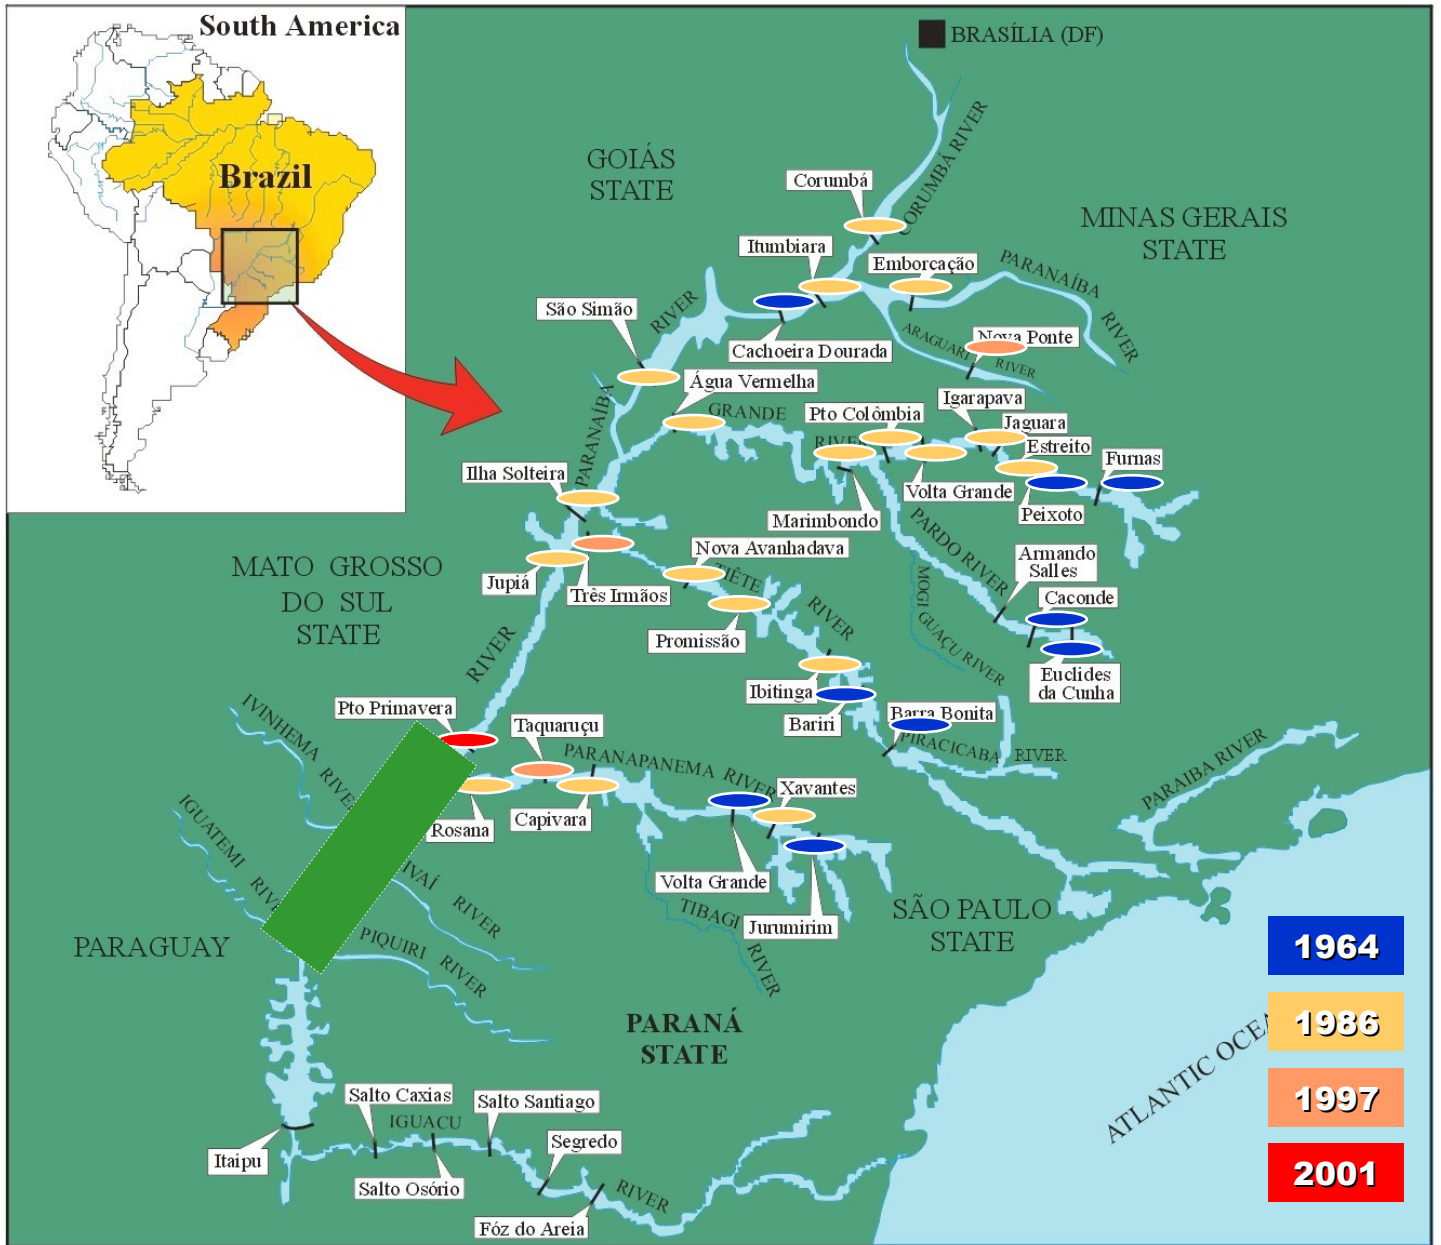 South America
Brazil
BRASÍLIA (DF)
GOIÁS
STATE
MINAS GERAIS
STATE
CORUMBÁ RIVER
Corumbá
Itumbiara
Emborcação
PARANAÍBA
RIVER
São Simão
RIVER
Cachoeira Dourada
ARAGUARI
RIVER
Nova Ponte
Água Vermelha
PARANAÍBA
GRANDE
RIVER
Pto Colômbia
Igarapava
Jaguara
Estreito
Furnas
Ilha Solteira
Volta Grande
Peixoto
Marimbondo
MATO GROSSO
DO SUL
STATE
Jupiá
Três Irmãos
Nova Avanhadava
TIÊTE
RIVER
PARDO RIVER
Armando
Salles
Caconde
MOGI GUAÇU RIVER
Promissão
Euclides
da Cunha
RIVER
Ibitinga
Bariri
Barra Bonita
PIRACICABA RIVER
Pto Primavera
IVINHEMA
RIVER
Taquaruçu
PARANAPANEMA RIVER
Xavantes
PARAIBA RIVER
Rosana
Capivara
IGUATEMI
IVAÍ RIVER
Volta Grande
Jurumirim
TIBAGI
RIVER
SÃO PAULO
STATE
PARAGUAY
PIQUIRI RIVER
PARANÁ
STATE
ATLANTIC
1964
1986
1997
2001
Salto Caxias
IGUACU
Salto Santiago
Segredo
Itaipu
Salto Osório
RIVER
Fóz do Areia